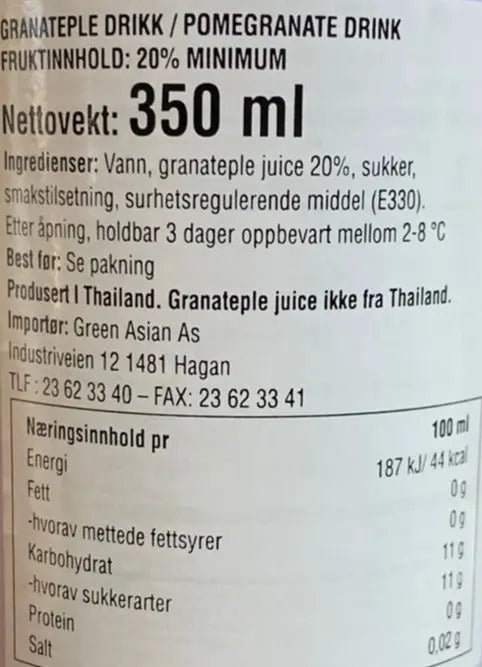 GRANATEPLE DRIKK / POMEGRANATE DRINK
FRUKTINNHOLD: 20% MINIMUM
Nettovekt: 350 ml
Ingredienser: Vann, granateple juice 20%, sukker,
smakstilsetning, surhetsregulerende middel (E330).
Etter åpning, holdbar 3 dager oppbevart mellom 2-8 °C
Best før: Se pakning
Produsert I Thailand. Granateple juice ikke fra Thailand.
Importør: Green Asian As
Industriveien 12 1481 Hagan
TLF : 23 62 33 40 – FAX: 23 62 33 41
Næringsinnhold pr 100 ml
Energi 187 kJ/ 44 kcal
Fett 0 g
-hvorav mettede fettsyrer 0 g
Karbohydrat 11 g
-hvorav sukkerarter 11 g
Protein 0 g
Salt 0,02 g